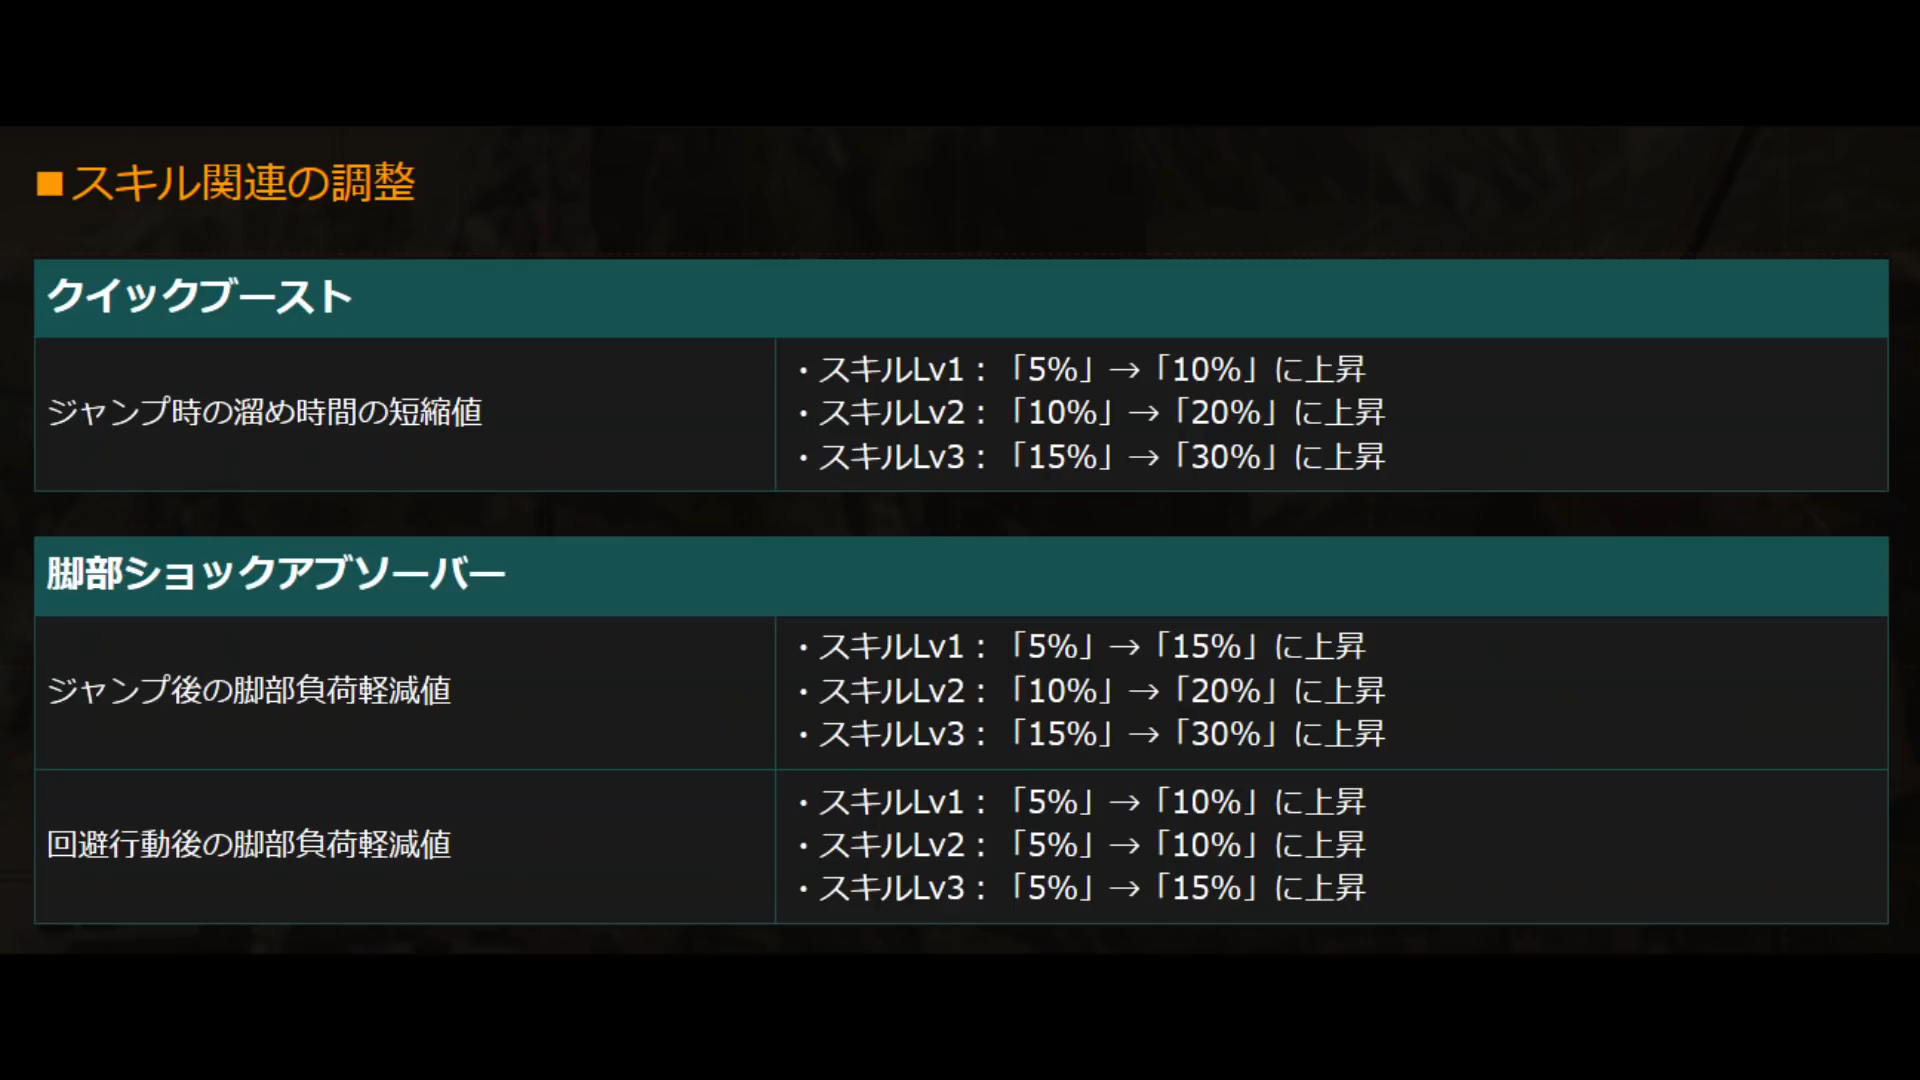 ■スキル関連の調整
クイックブースト
ジャンプ時の溜め時間の短縮値
・スキルLv1：「5%」→「10%」に上昇
・スキルLv2：「10%」→「20%」に上昇
・スキルLv3：「15%」→「30%」に上昇
脚部ショックアブソーバー
ジャンプ後の脚部負荷軽減値
・スキルLv1：「5%」→「15%」に上昇
・スキルLv2：「10%」→「20%」に上昇
・スキルLv3：「15%」→「30%」に上昇
回避行動後の脚部負荷軽減値
・スキルLv1：「5%」→「10%」に上昇
・スキルLv2：「5%」→「10%」に上昇
・スキルLv3：「5%」→「15%」に上昇